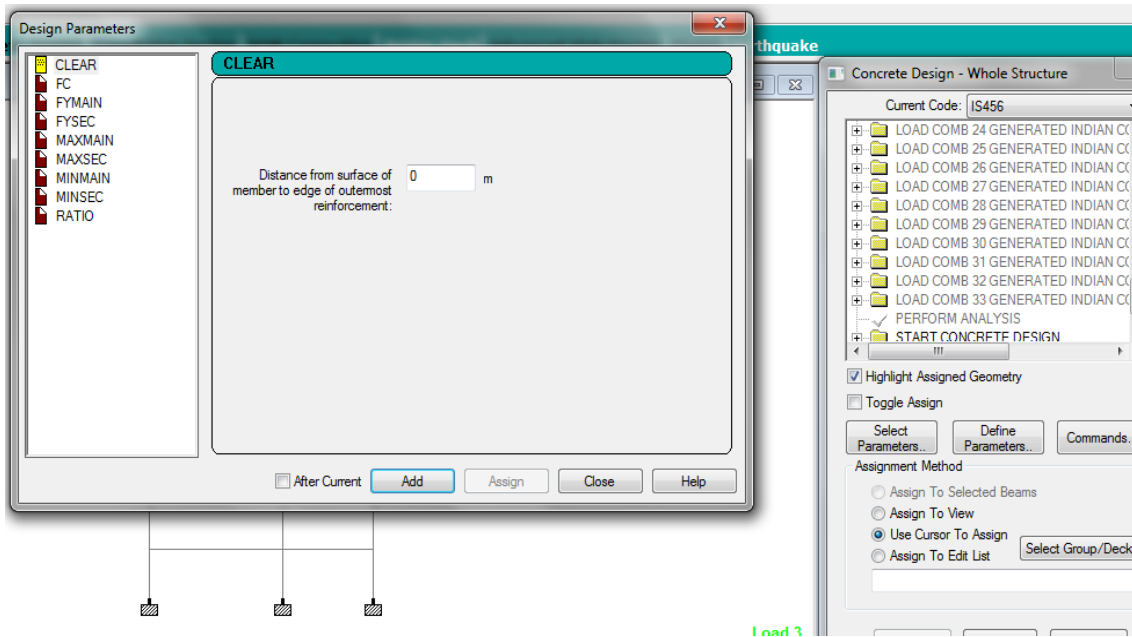 Design Parameters
CLEAR
FC
FYMAIN
FYSEC
MAXMAIN
MAXSEC
MINMAIN
MINSEC
RATIO
CLEAR
Distance from surface of
member to edge of outermost
reinforcement:
0
m
After Current
Add
Assign
Close
Help
thquake
Concrete Design - Whole Structure
Current Code:
IS456
LOAD COMB 24 GENERATED INDIAN CO
LOAD COMB 25 GENERATED INDIAN CO
LOAD COMB 26 GENERATED INDIAN CO
LOAD COMB 27 GENERATED INDIAN CO
LOAD COMB 28 GENERATED INDIAN CO
LOAD COMB 29 GENERATED INDIAN CO
LOAD COMB 30 GENERATED INDIAN CO
LOAD COMB 31 GENERATED INDIAN CO
LOAD COMB 32 GENERATED INDIAN CO
LOAD COMB 33 GENERATED INDIAN CO
PERFORM ANALYSIS
START CONCRETE DESIGN
Highlight Assigned Geometry
Toggle Assign
Select
Parameters..
Define
Parameters..
Commands.
Assignment Method
Assign To Selected Beams
Assign To View
Use Cursor To Assign
Assign To Edit List
Select Group/Deck
Load 3